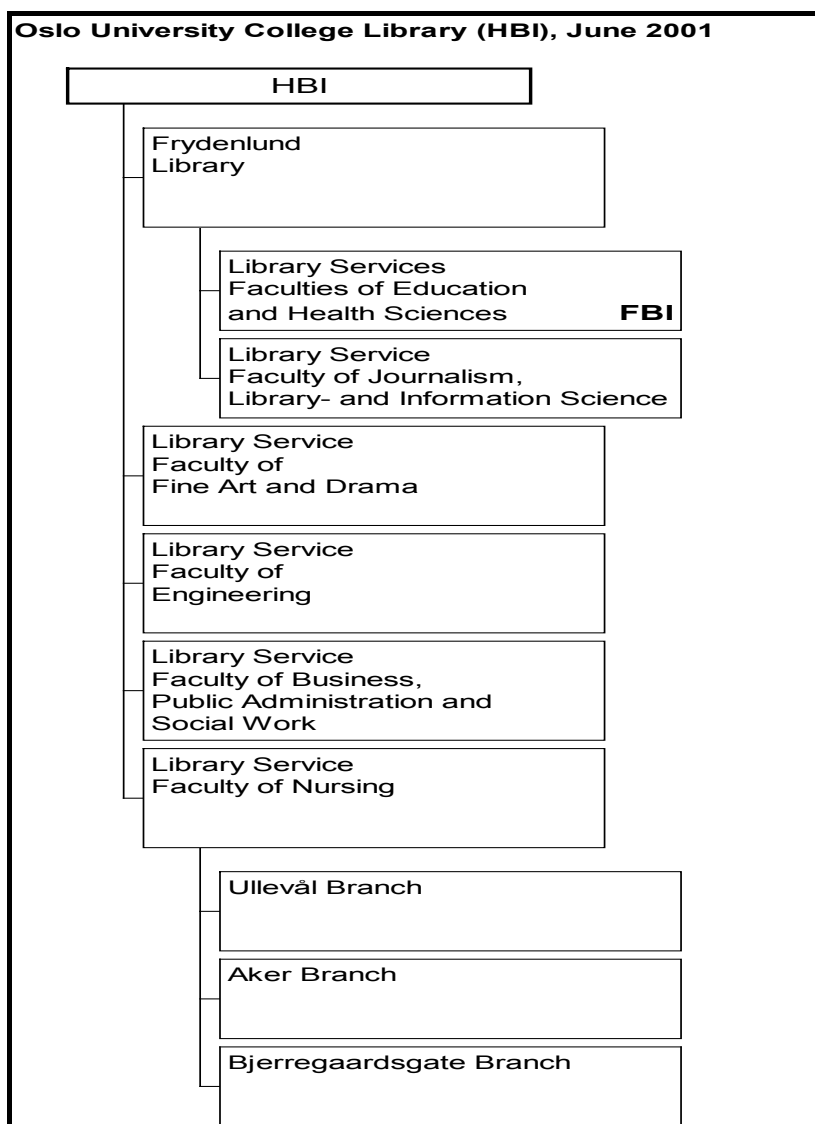 Oslo University College Library (HBI), June 2001
HBI
Frydenlund
Library
Library Services
Faculties of Education
and Health Sciences FBI
Library Service
Faculty of Journalism,
Library- and Information Science
Library Service
Faculty of
Fine Art and Drama
Library Service
Faculty of
Engineering
Library Service
Faculty of Business,
Public Administration and
Social Work
Library Service
Faculty of Nursing
Ullevål Branch
Aker Branch
Bjerregaardsgate Branch